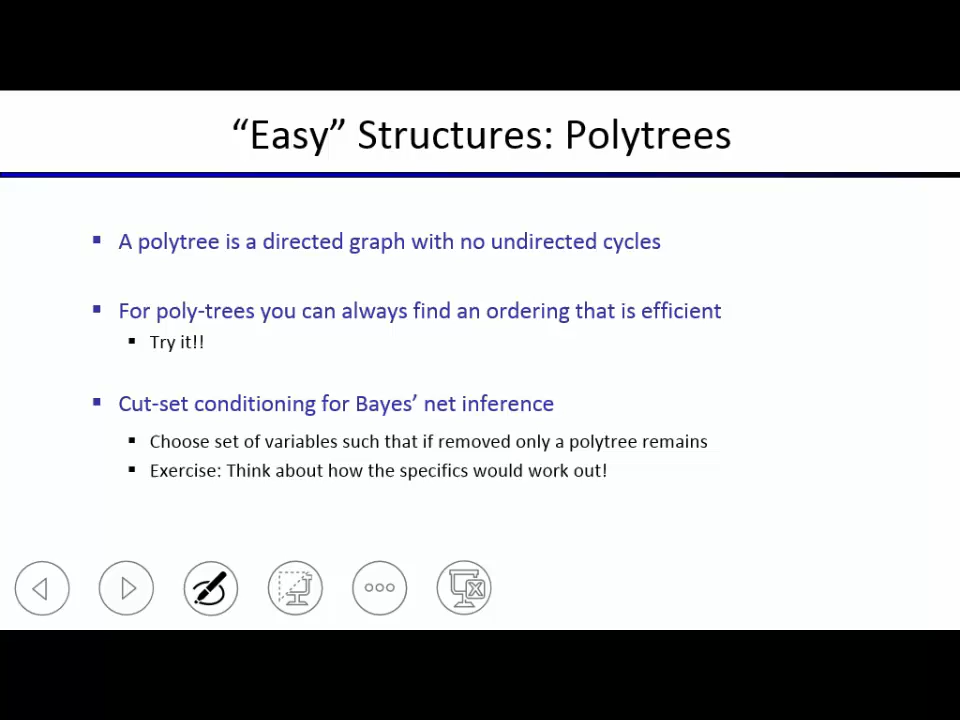 “Easy” Structures: Polytrees
▪ A polytree is a directed graph with no undirected cycles
▪ For poly-trees you can always find an ordering that is efficient
▪ Try it!!
▪ Cut-set conditioning for Bayes’ net inference
▪ Choose set of variables such that if removed only a polytree remains
▪ Exercise: Think about how the specifics would work out!